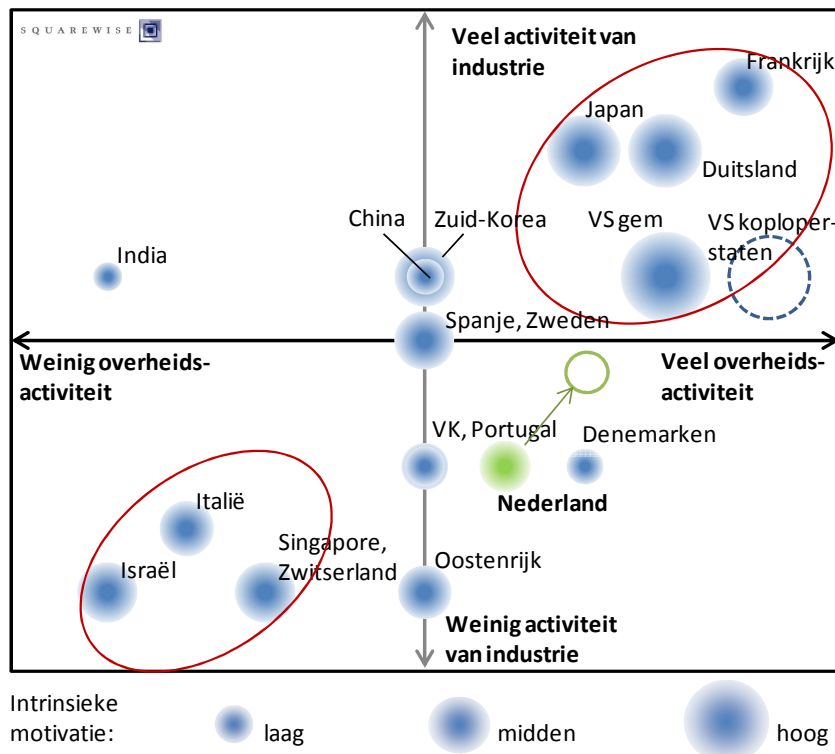 SQUAREWISE
Veel activiteit van
industrie
Frankrijk
Japan
Duitsland
China
Zuid-Korea
VS gem
VS koploper-
staten
India
Spanje, Zweden
Weinig overheids-
activiteit
Veel overheids-
activiteit
VK, Portugal
Denemarken
Nederland
Italië
Israël
Singapore,
Zwitserland
Oostenrijk
Weinig activiteit
van industrie
Intrinsieke
motivatie:
laag
midden
hoog